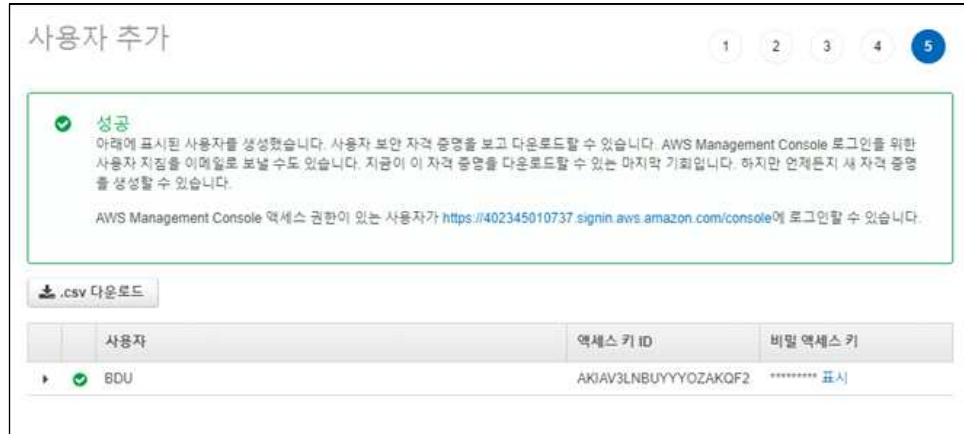 사용자 추가
1 2 3 4 5
성공
아래에 표시된 사용자를 생성했습니다. 사용자 보안 자격 증명을 보고 다운로드할 수 있습니다. AWS Management Console 로그인을 위한
사용자 지침을 이메일로 보낼 수도 있습니다. 지금이 이 자격 증명을 다운로드할 수 있는 마지막 기회입니다. 하지만 언제든지 새 자격 증명
을 생성할 수 있습니다.
AWS Management Console 액세스 권한이 있는 사용자가 https://402345010737.signin.aws.amazon.com/console에 로그인할 수 있습니다.
.csv 다운로드
사용자 액세스 키 ID 비밀 액세스 키
BDU AKIAV3LNBUYYYOZAKQF2 ********* 표시